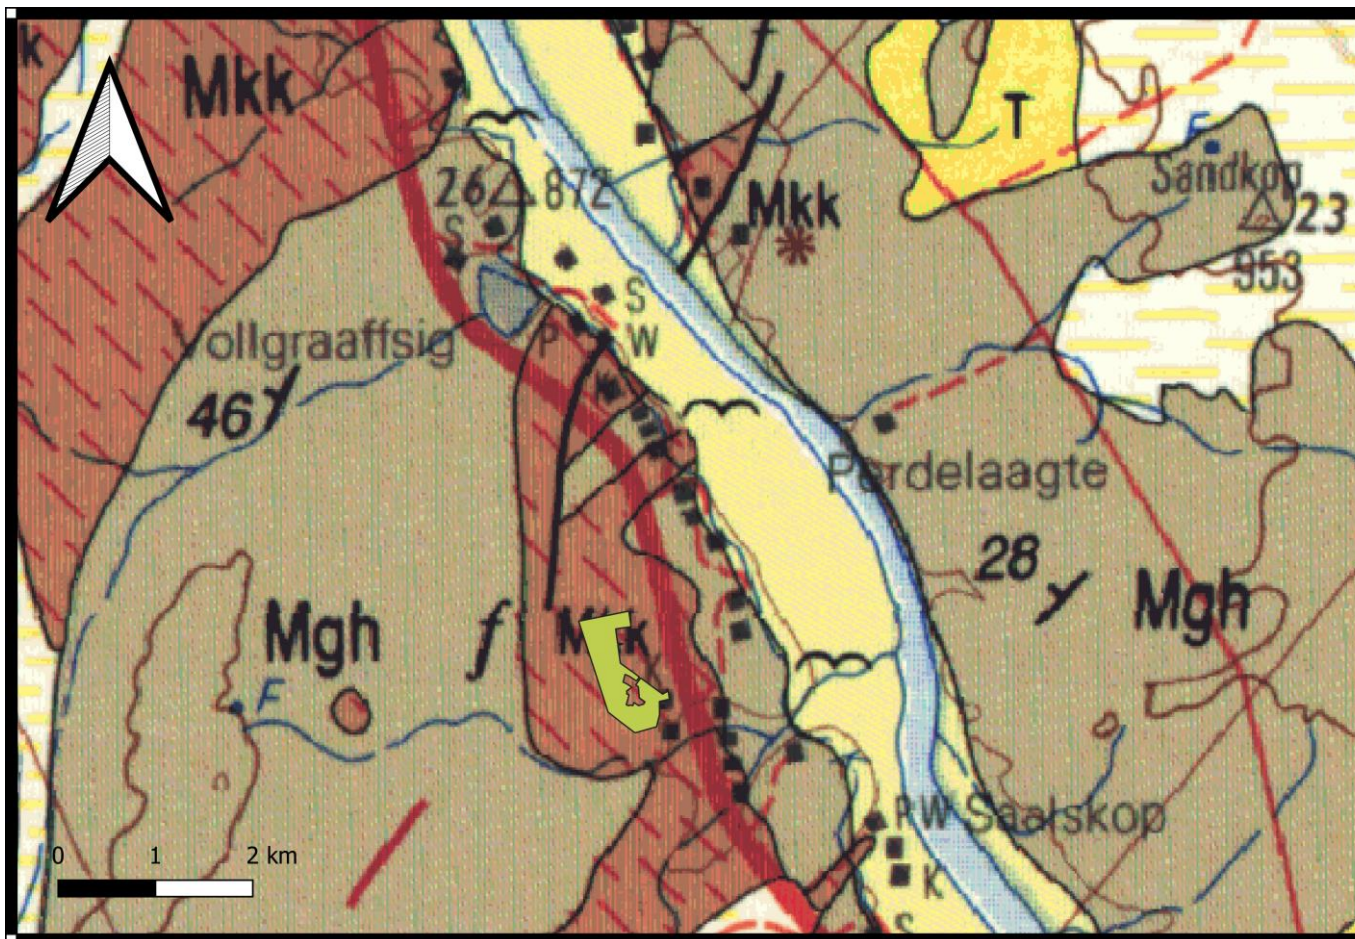 k
Mkk
f
T
F
Sandkop
26 872
Mkk
23
S
953
S
Vollgraaffsig
P
W
46
Perdelaagte
28
Mgh
Mgh
f
Mkk
F
RW Saalskop
0 1 2 km
K
S